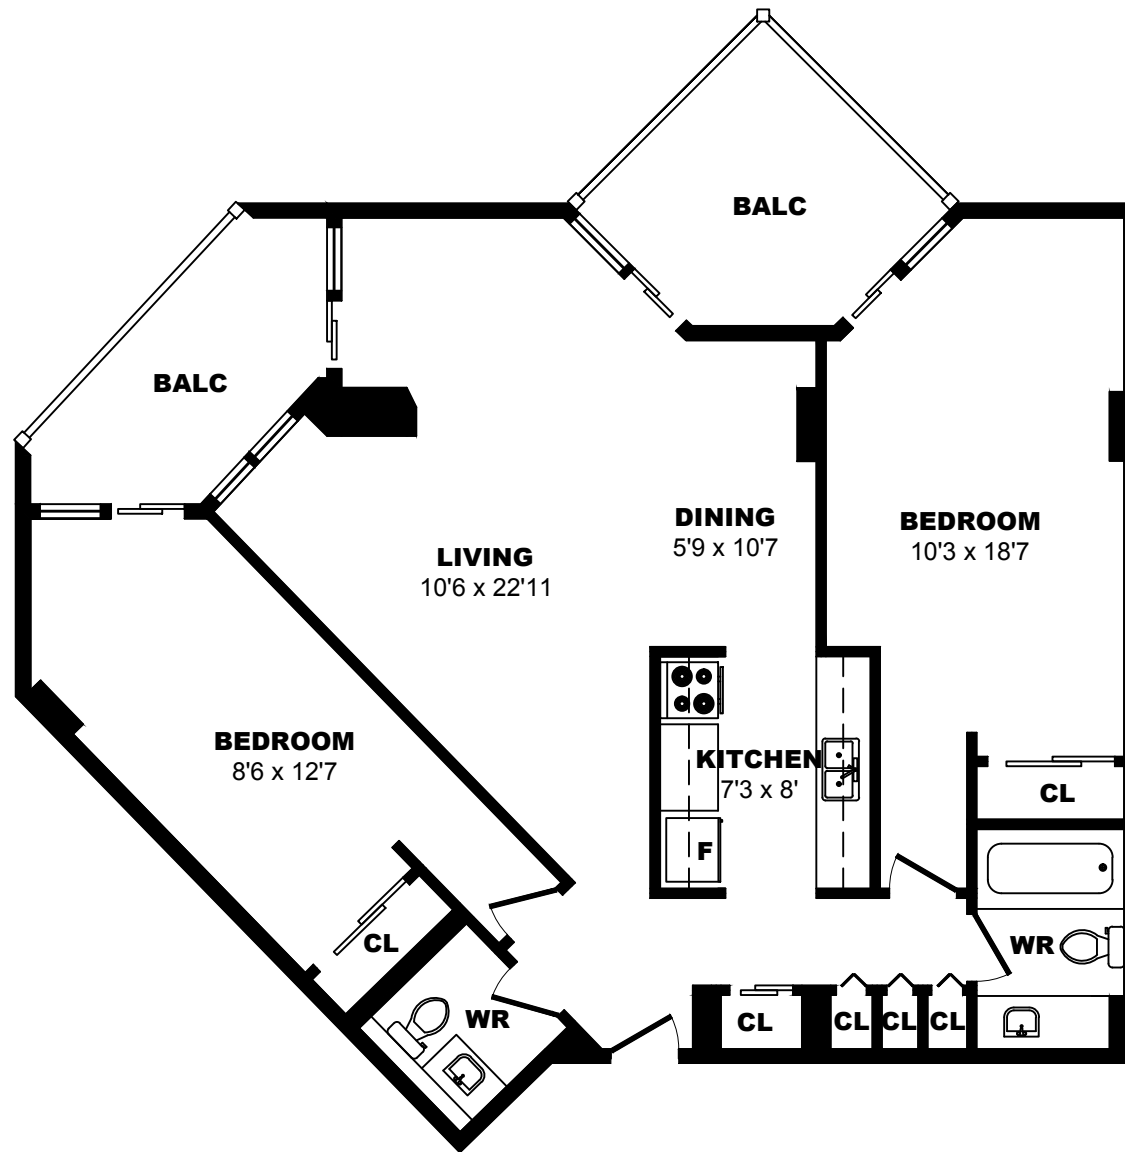 BALC
BALC
DINING
5'9 x 10'7
BEDROOM
10'3 x 18'7
LIVING
10'6 x 22'11
BEDROOM
8'6 x 12'7
KITCHEN
7'3 x 8'
CL
F
CL
WR
WR
CL
CL
CL
CL